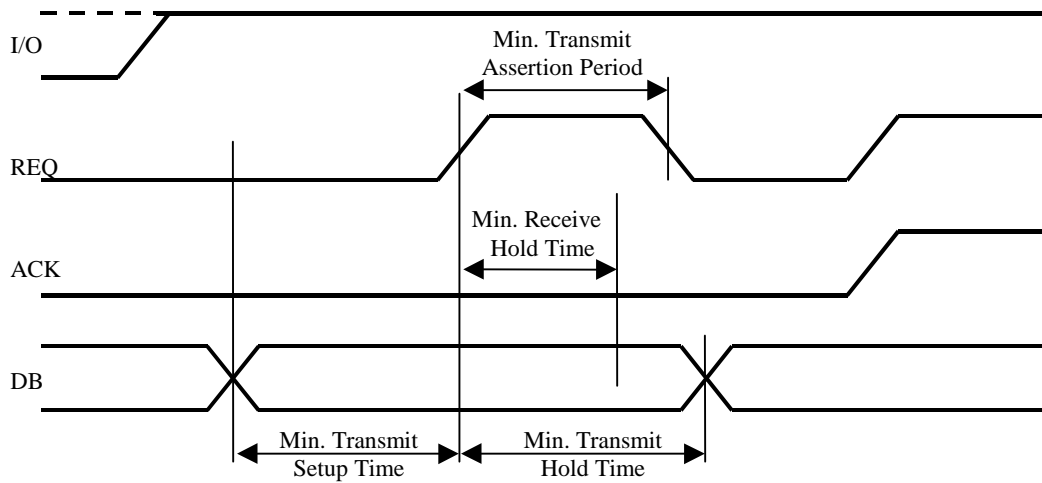 I/O
Min. Transmit
Assertion Period
REQ
Min. Receive
Hold Time
ACK
DB
Min. Transmit
Setup Time
Min. Transmit
Hold Time